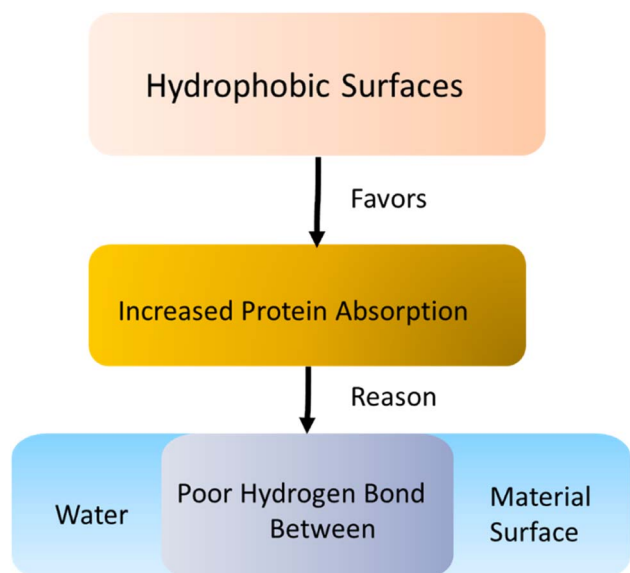 Hydrophobic Surfaces
Favors
Increased Protein Absorption
Reason
Water
Poor Hydrogen Bond
Between
Material
Surface